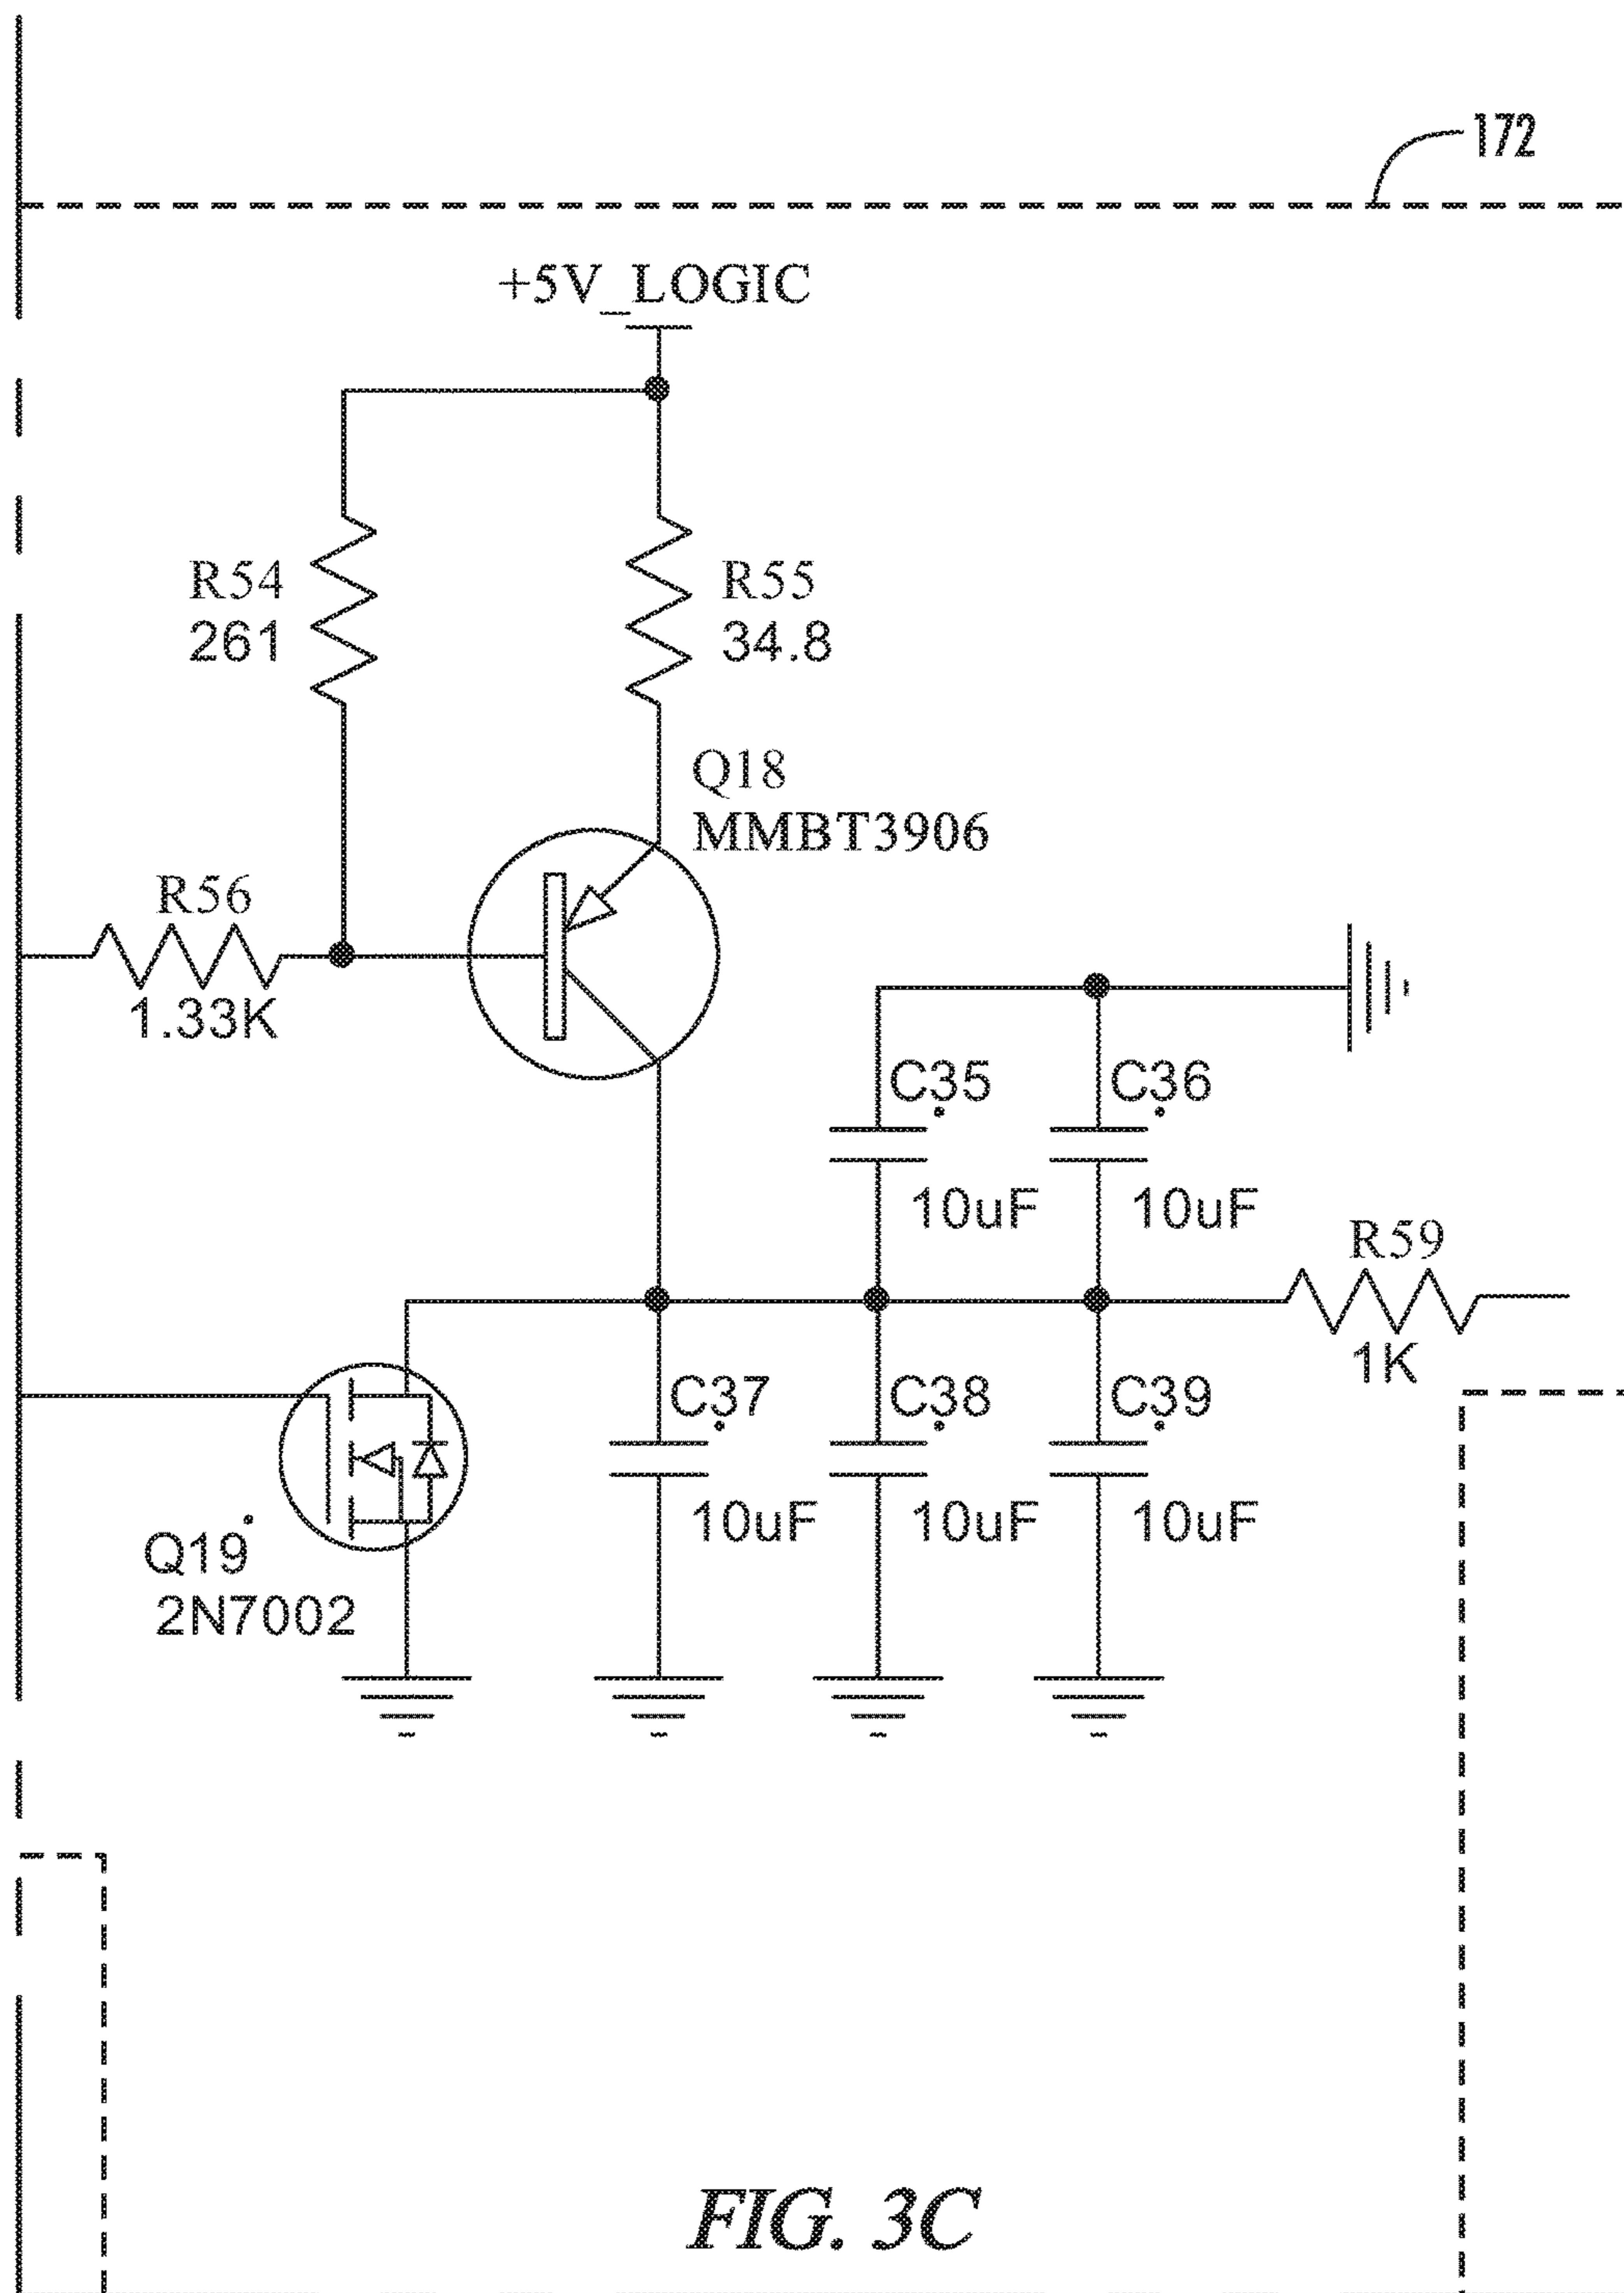 172
+5V_LOGIC
R54
261
R55
34.8
Q18
MMBT3906
R56
1.33K
C35
10uF
C36
10uF
R59
1K
C37
10uF
C38
10uF
C39
10uF
Q19
2N7002
FIG. 3C